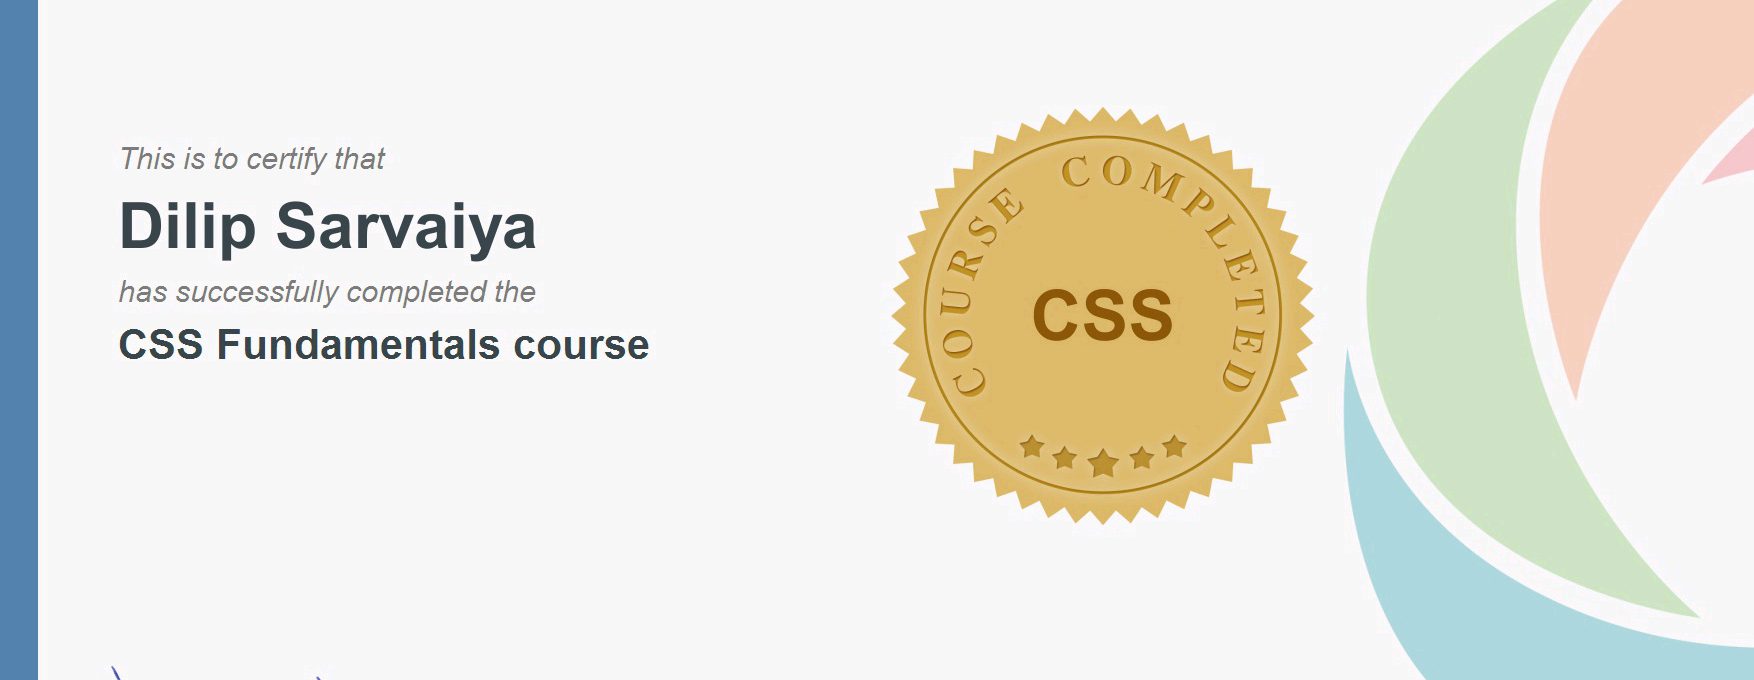 This is to certify that
Dilip Sarvaiya
has successfully completed the
CSS Fundamentals course
COURSE COMPLETED
CSS